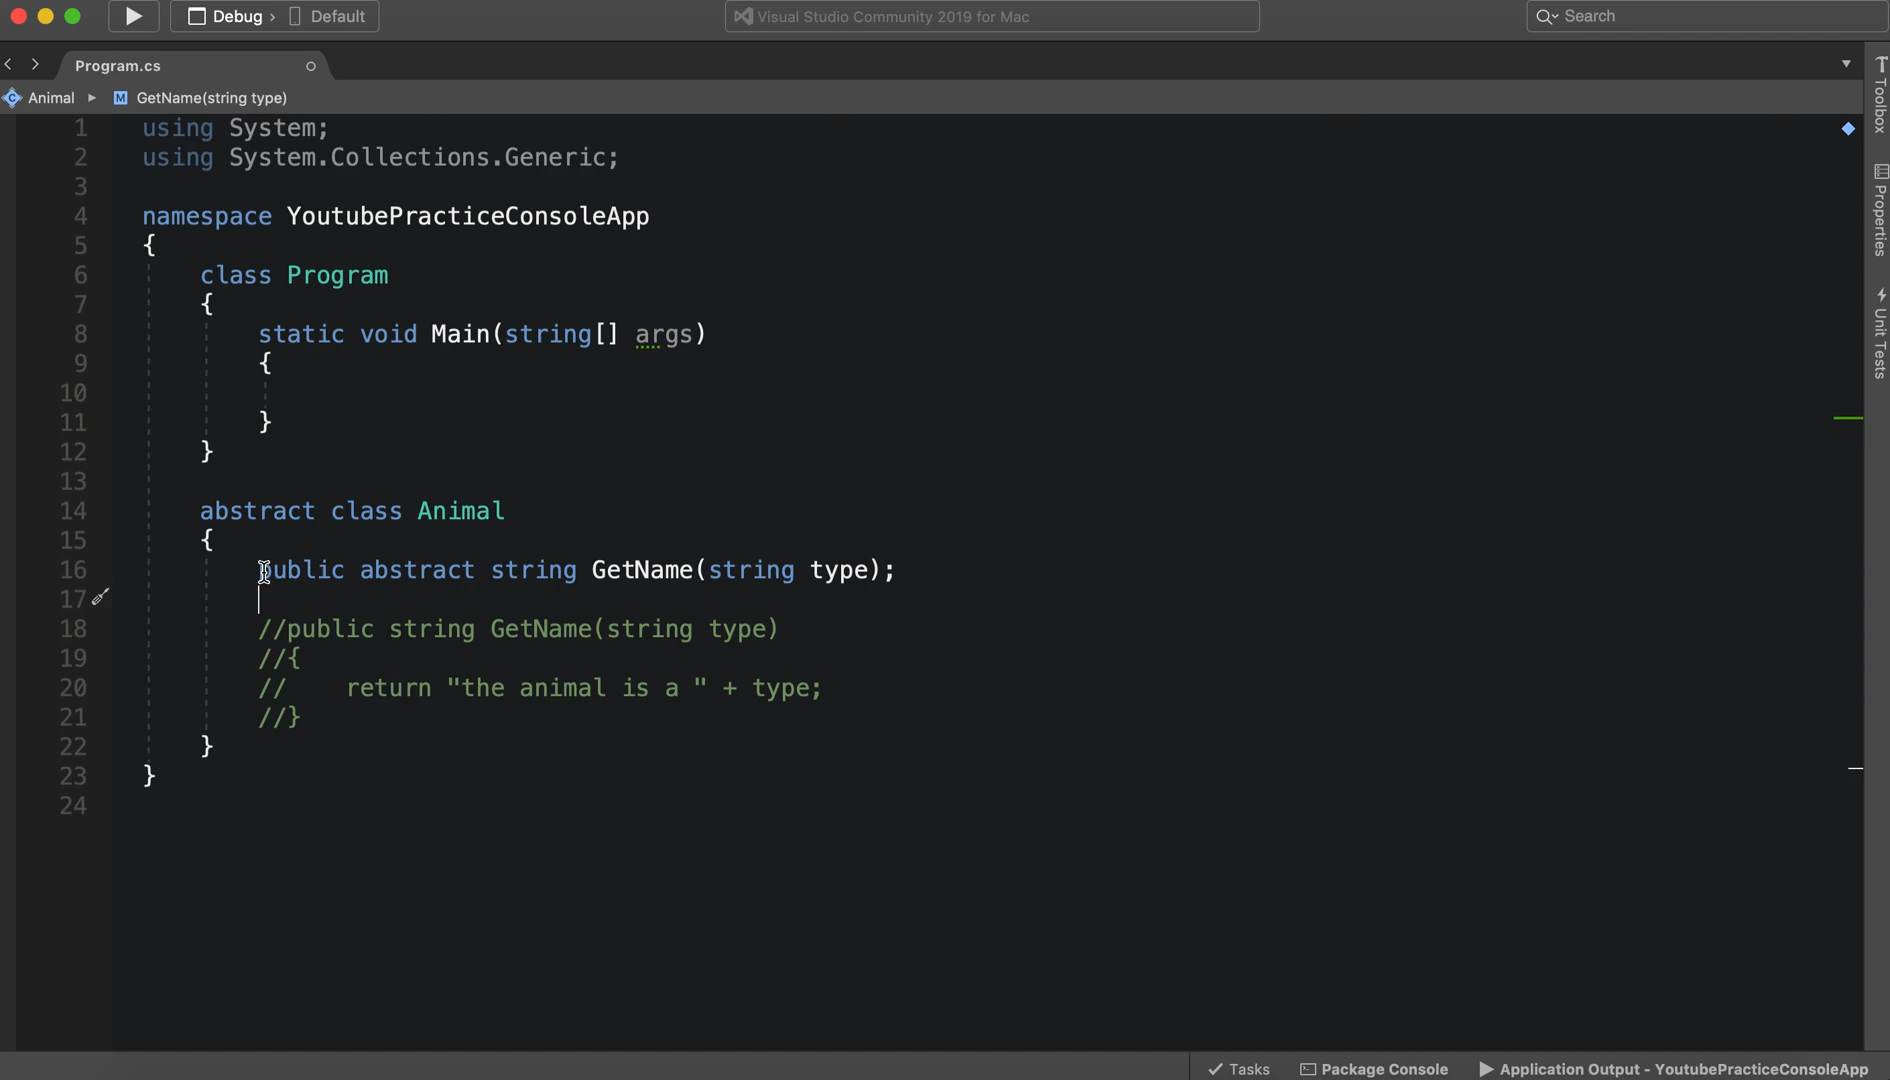 Debug › Default
Visual Studio Community 2019 for Mac
Search
Program.cs
Animal ▸ M GetName(string type)
1 using System;
2 using System.Collections.Generic;
3
4 namespace YoutubePracticeConsoleApp
5 {
6 class Program
7 {
8 static void Main(string[] args)
9 {
10
11 }
12 }
13
14 abstract class Animal
15 {
16 public abstract string GetName(string type);
17
18 //public string GetName(string type)
19 //{
20 //    return "the animal is a " + type;
21 //}
22 }
23 }
24
Toolbox
Properties
Unit Tests
Tasks
Package Console
Application Output - YoutubePracticeConsoleApp